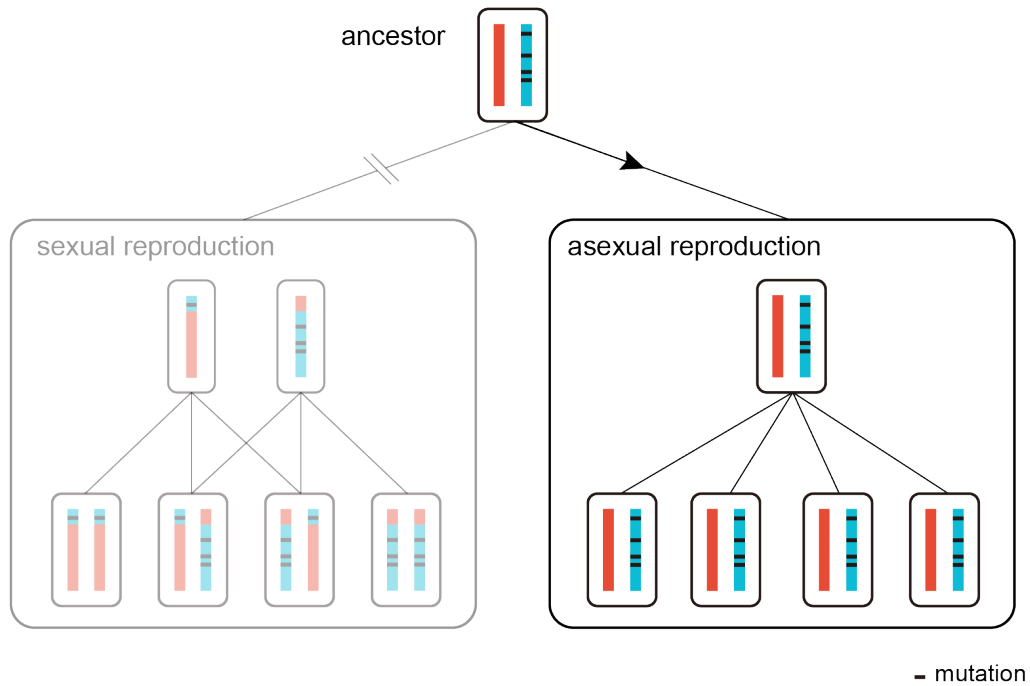 ancestor
sexual reproduction
asexual reproduction
mutation